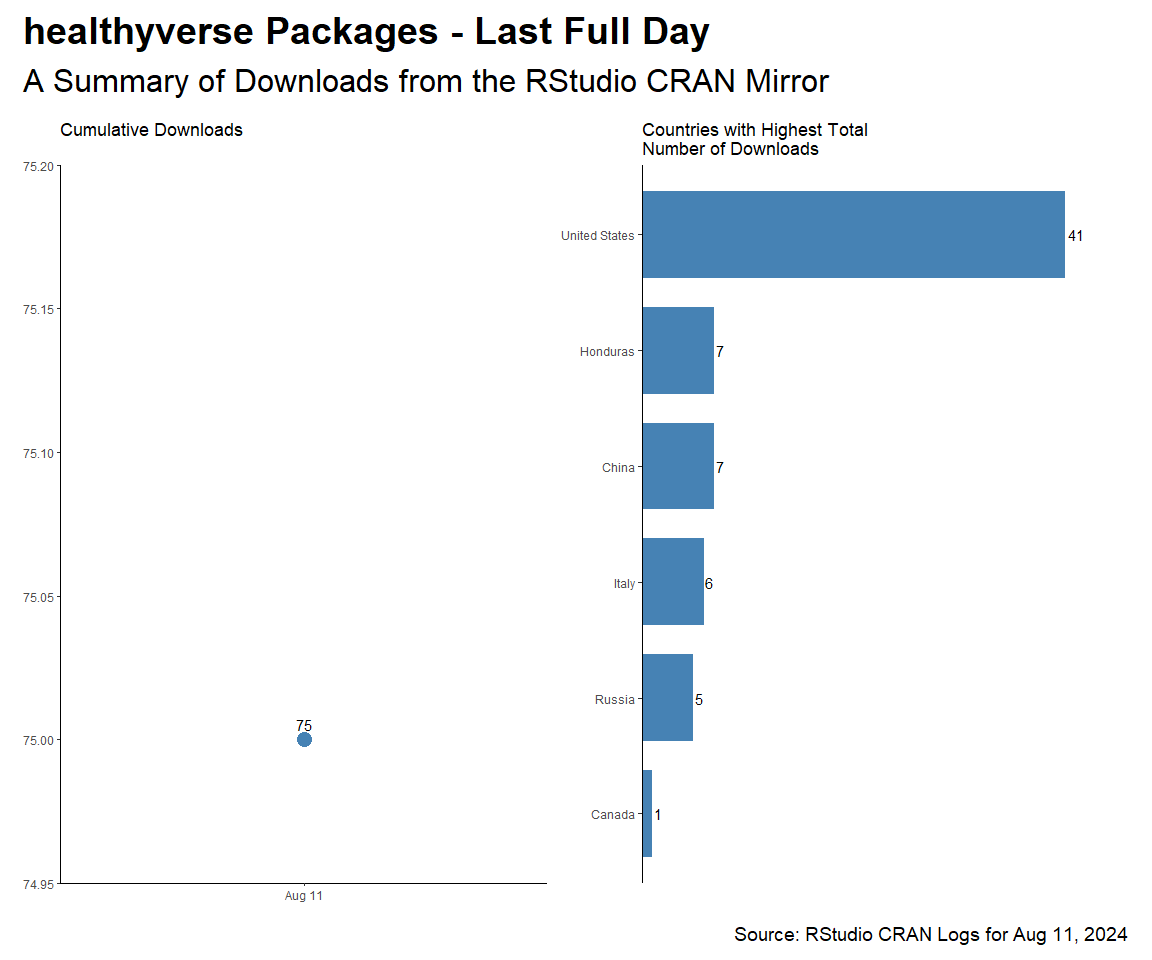 healthyverse Packages - Last Full Day
A Summary of Downloads from the RStudio CRAN Mirror
Cumulative Downloads
75.20
75.15
75.10
75.05
75.00
74.95
75
Aug 11
Countries with Highest Total
Number of Downloads
United States
41
Honduras
7
China
7
Italy
6
Russia
5
Canada
1
Source: RStudio CRAN Logs for Aug 11, 2024